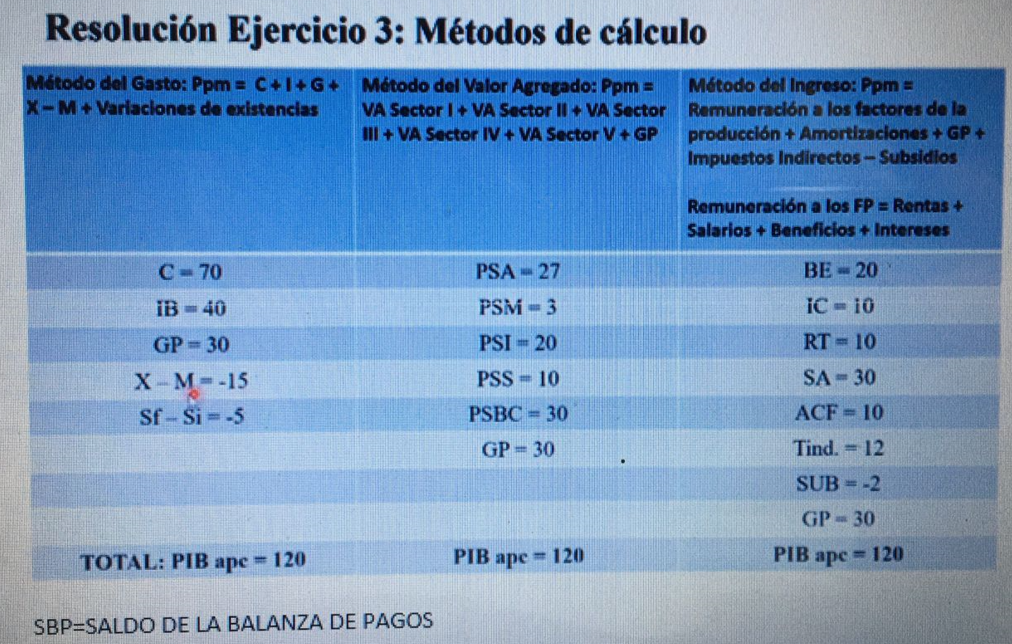 Resolución Ejercicio 3: Métodos de cálculo
Método del Gasto: Ppm = C + I + G +
X – M + Variaciones de existencias
Método del Valor Agregado: Ppm =
VA Sector I + VA Sector II + VA Sector
III + VA Sector IV + VA Sector V + GP
Método del Ingreso: Ppm =
Remuneración a los factores de la
producción + Amortizaciones + GP +
Impuestos Indirectos – Subsidios
Remuneración a los FP = Rentas +
Salarios + Beneficios + Intereses
C = 70 PSA = 27 BE = 20
IB = 40 PSM = 3 IC = 10
GP = 30 PSI = 20 RT = 10
X – M = -15 PSS = 10 SA = 30
Sf – Si = -5 PSBC = 30 ACF = 10
GP = 30 Tind. = 12
SUB = -2
GP = 30
TOTAL: PIB apc = 120 PIB apc = 120 PIB apc = 120
SBP=SALDO DE LA BALANZA DE PAGOS